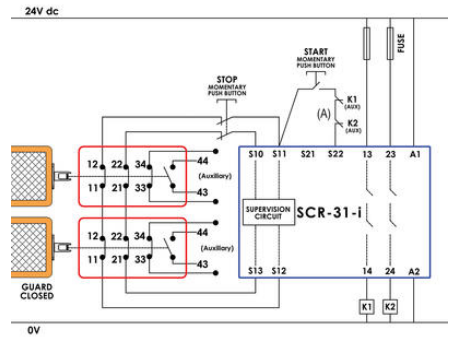 24V dc
START
MOMENTARY
PUSH BUTTON
FUSE
STOP
MOMENTARY
PUSH BUTTON
K1
(AUX)
(A)
K2
(AUX)
12 22 34
44
(Auxiliary)
11 21 33
43
S10 S11 S21 S22 13 23 A1
SUPERVISION
CIRCUIT
SCR-31-i
12 22 34
44
(Auxiliary)
11 21 33
43
S13 S12 14 24 A2
GUARD
CLOSED
K1 K2
0V